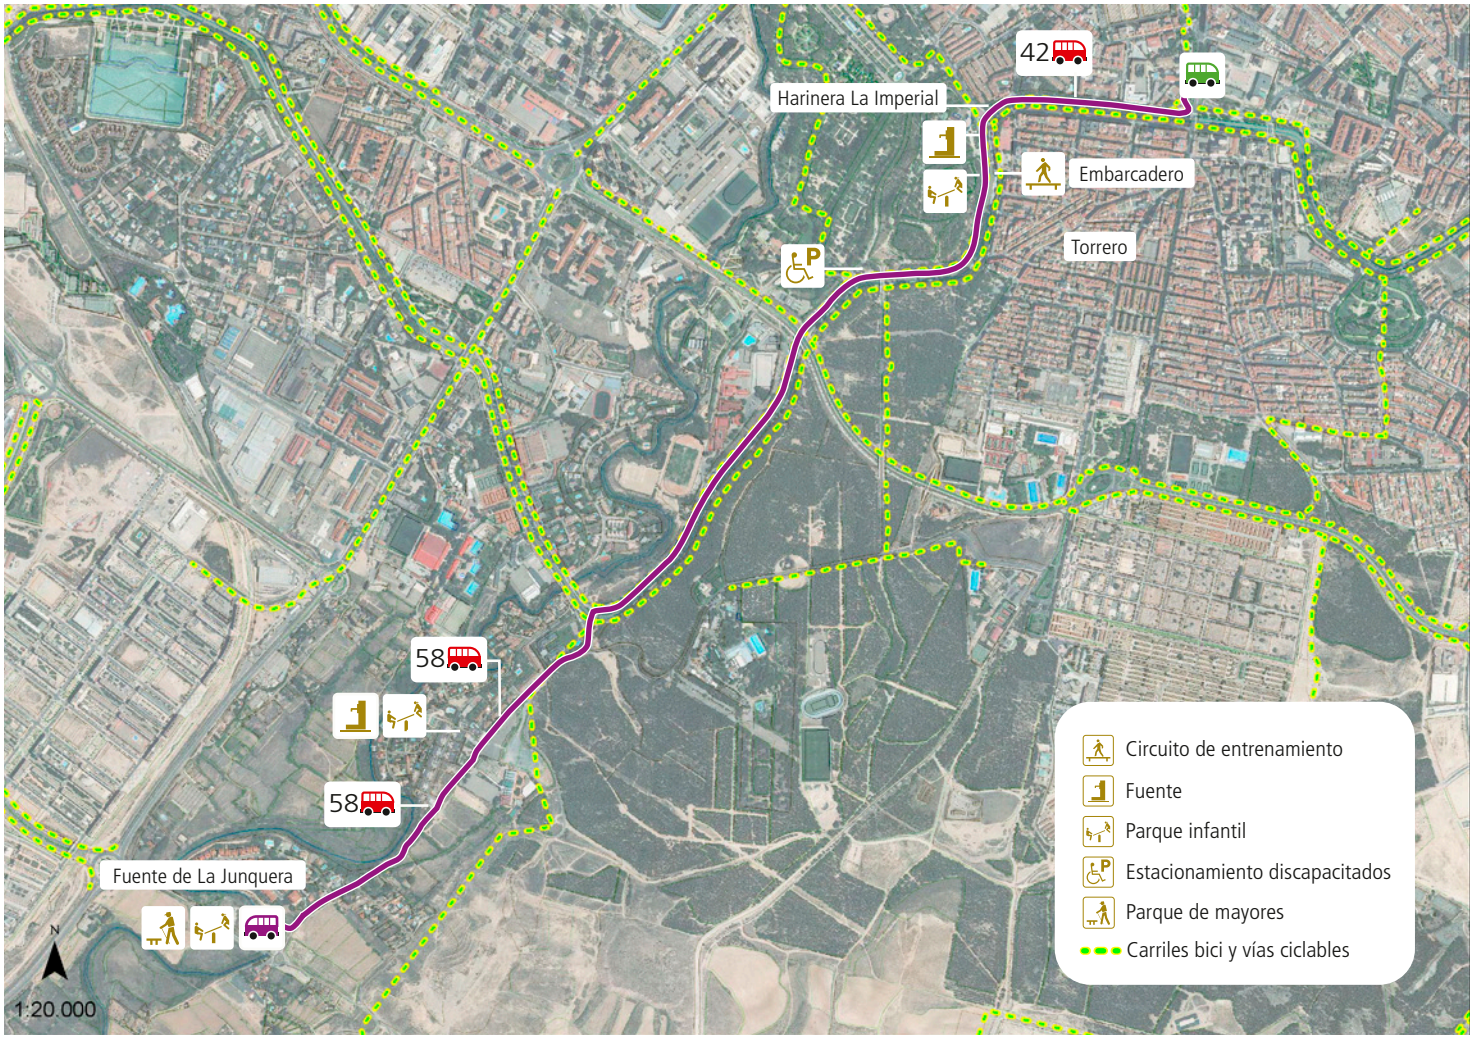 42
Harinera La Imperial
Embarcadero
P
Torrero
58
58
Fuente de La Junquera
N
1:20.000
Circuito de entrenamiento
Fuente
Parque infantil
P
Estacionamiento discapacitados
Parque de mayores
Carriles bici y vías ciclables